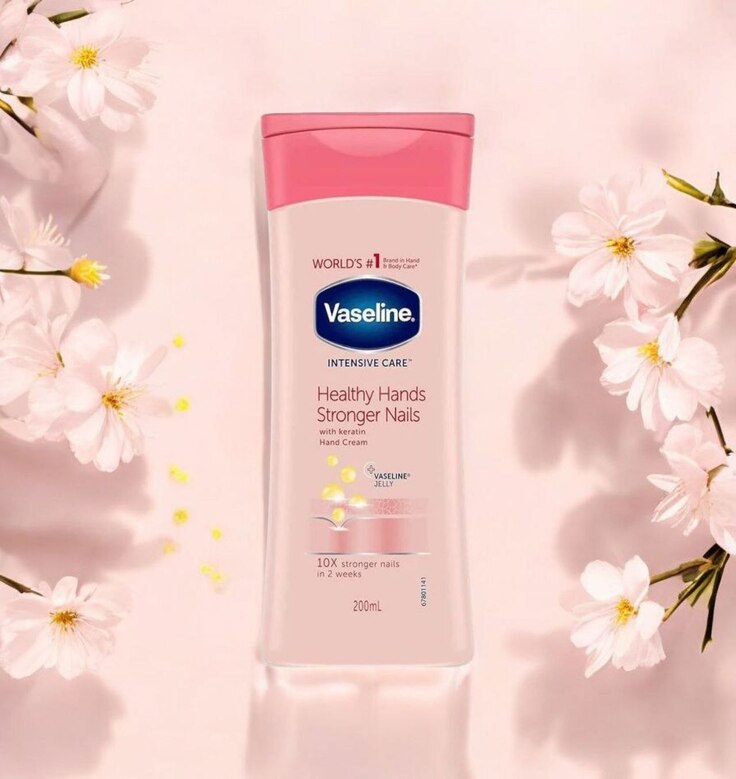 WORLD'S #1 Brand in Hand
& Body Care*
Vaseline.
INTENSIVE CARE™
Healthy Hands
Stronger Nails
with keratin
Hand Cream
VASELINE®
JELLY
10X stronger nails
in 2 weeks
200mL
67801141